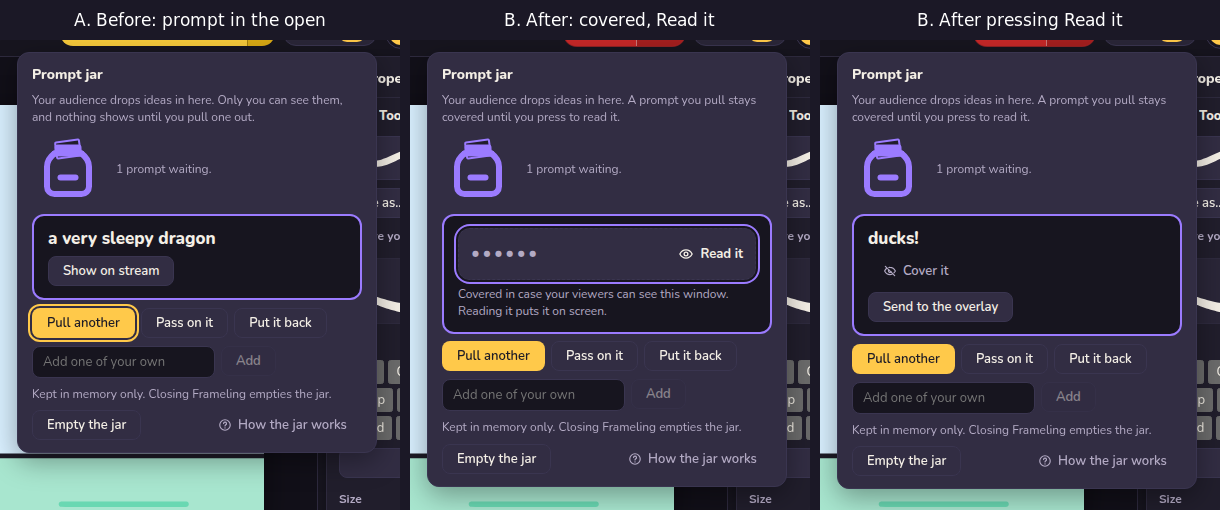 A. Before: prompt in the open
Prompt jar
Your audience drops ideas in here. Only you can see them,
and nothing shows until you pull one out.
1 prompt waiting.
a very sleepy dragon
Show on stream
Pull another
Pass on it
Put it back
Add one of your own
Add
Kept in memory only. Closing Frameling empties the jar.
Empty the jar
How the jar works
Size
B. After: covered, Read it
Prompt jar
Your audience drops ideas in here. A prompt you pull stays
covered until you press to read it.
1 prompt waiting.
Read it
Covered in case your viewers can see this window.
Reading it puts it on screen.
Pull another
Pass on it
Put it back
Add one of your own
Add
Kept in memory only. Closing Frameling empties the jar.
Empty the jar
How the jar works
Size
B. After pressing Read it
Prompt jar
Your audience drops ideas in here. A prompt you pull stays
covered until you press to read it.
1 prompt waiting.
ducks!
Cover it
Send to the overlay
Pull another
Pass on it
Put it back
Add one of your own
Add
Kept in memory only. Closing Frameling empties the jar.
Empty the jar
How the jar works
Size